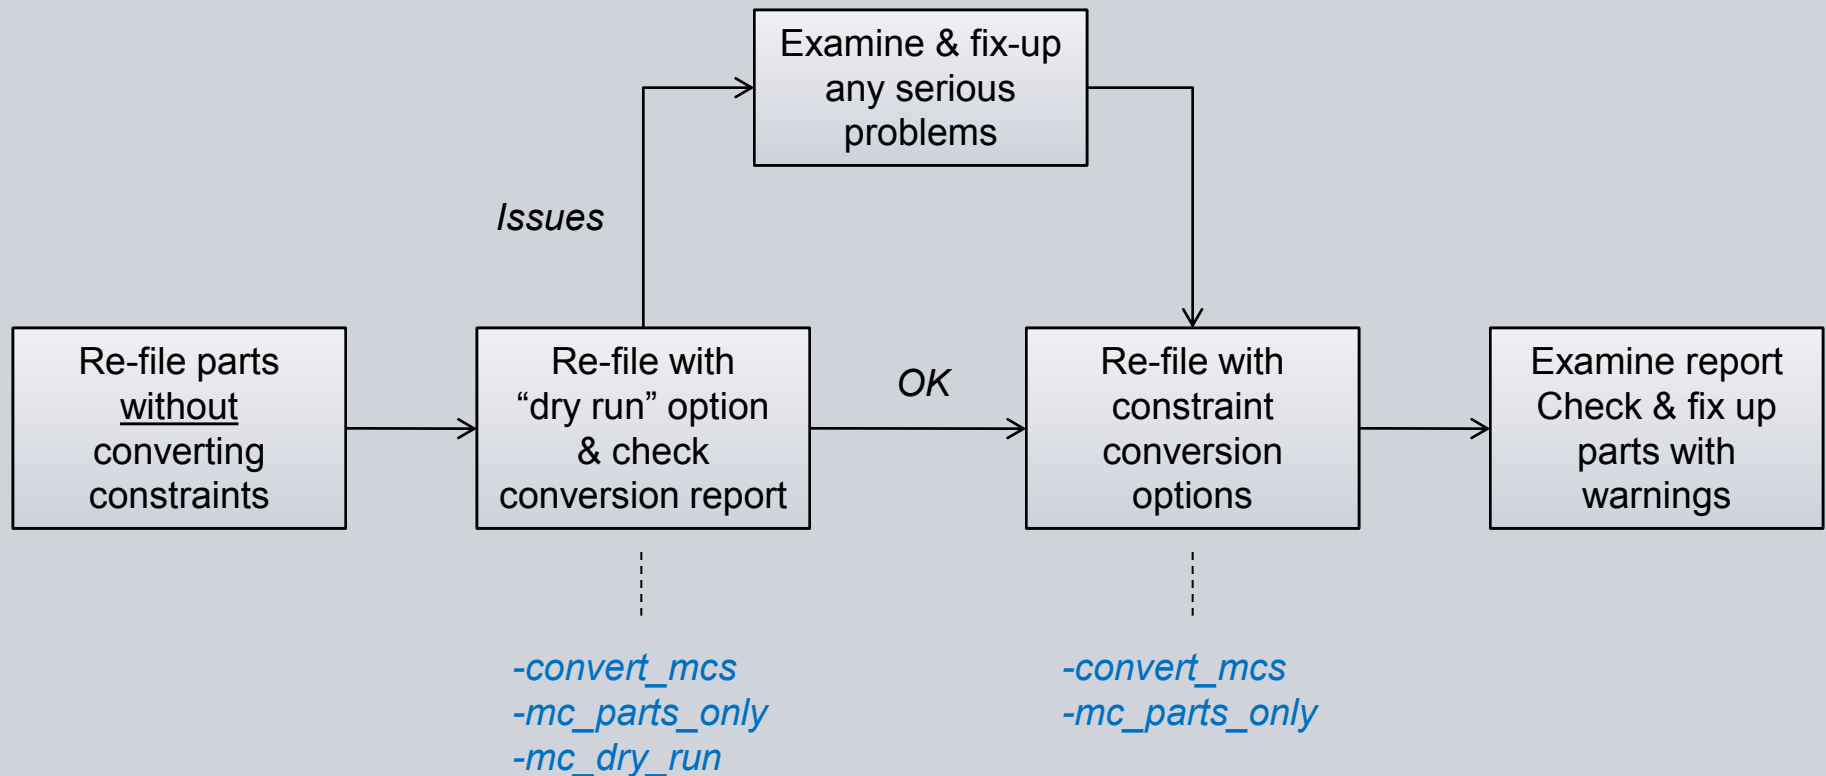 Examine & fix-up
any serious
problems
Issues
Re-file parts
without
converting
constraints
Re-file with
“dry run” option
& check
conversion report
OK
Re-file with
constraint
conversion
options
Examine report
Check & fix up
parts with
warnings
-convert_mcs
-mc_parts_only
-mc_dry_run
-convert_mcs
-mc_parts_only